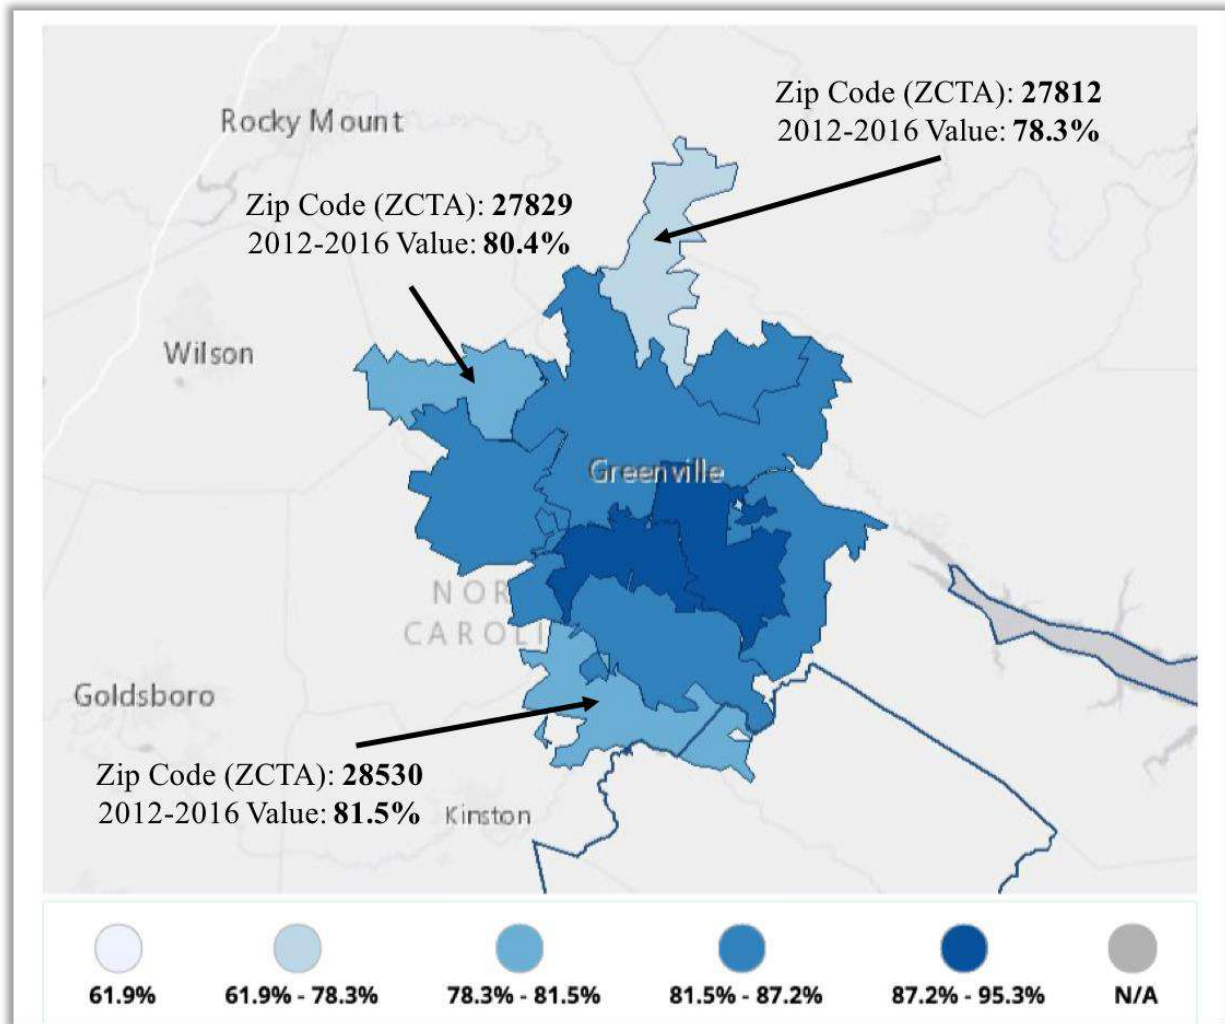 Rocky Mount
Zip Code (ZCTA): 27812
2012-2016 Value: 78.3%
Zip Code (ZCTA): 27829
2012-2016 Value: 80.4%
Wilson
Greenville
NOR
CAROLI
Goldsboro
Zip Code (ZCTA): 28530
2012-2016 Value: 81.5%
Kinston
61.9%
61.9% - 78.3%
78.3% - 81.5%
81.5% - 87.2%
87.2% - 95.3%
N/A